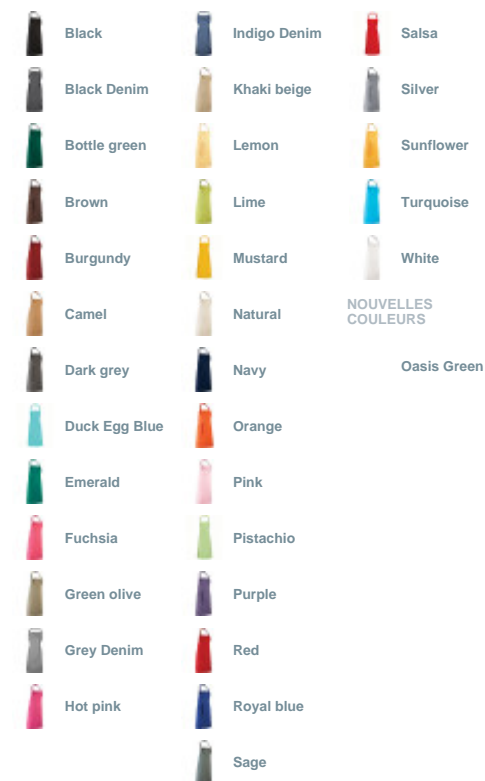 Black
Black Denim
Bottle green
Brown
Burgundy
Camel
Dark grey
Duck Egg Blue
Emerald
Fuchsia
Green olive
Grey Denim
Hot pink
Indigo Denim
Khaki beige
Lemon
Lime
Mustard
Natural
Navy
Orange
Pink
Pistachio
Purple
Red
Royal blue
Sage
Salsa
Silver
Sunflower
Turquoise
White
NOUVELLES
COULEURS
Oasis Green